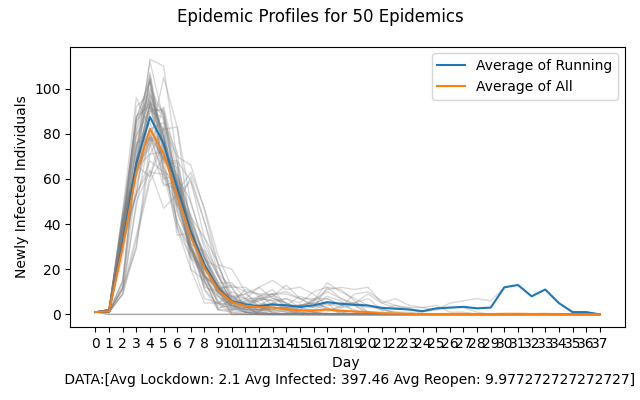 Epidemic Profiles for 50 Epidemics
Average of Running
Average of All
Newly Infected Individuals
100
80
60
40
20
0
0 1 2 3 4 5 6 7 8 9 10 11 12 13 14 15 16 17 18 19 20 21 22 23 24 25 26 27 28 29 30 31 32 33 34 35 36 37
Day
DATA:[Avg Lockdown: 2.1 Avg Infected: 397.46 Avg Reopen: 9.977272727272727]